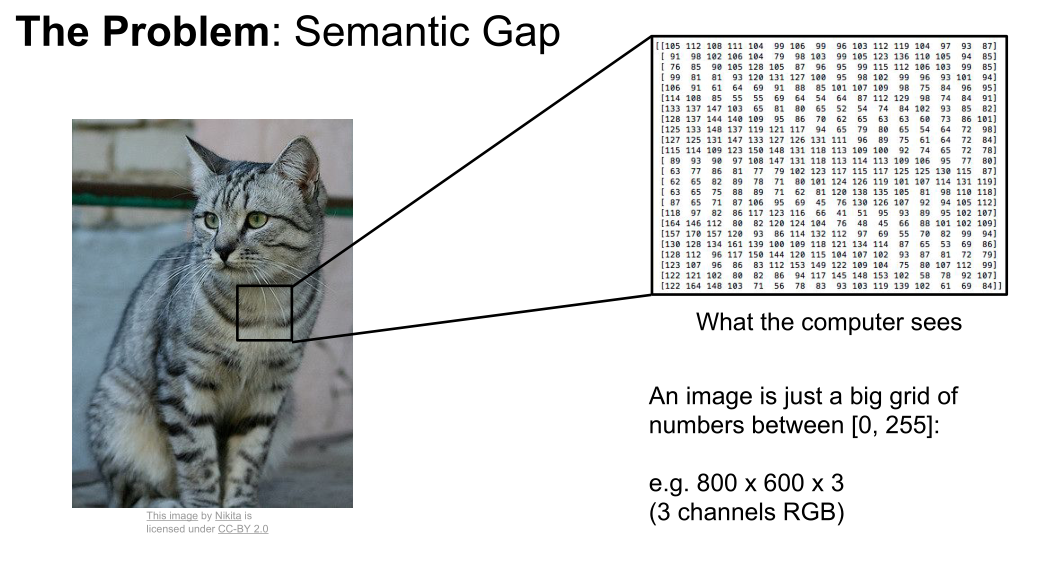 The Problem: Semantic Gap
[[105 112 108 111 104 99 106 99 96 103 112 119 104 97 93 87]
[ 91 98 102 106 104 79 98 103 99 105 123 136 110 105 94 85]
[ 76 85 90 105 128 105 87 96 95 99 115 112 106 103 99 85]
[ 99 81 81 93 120 131 127 100 95 98 102 99 96 93 101 94]
[106 91 61 64 69 91 88 85 101 107 109 98 75 84 96 95]
[114 108 85 55 55 69 64 54 64 87 112 129 98 74 84 91]
[133 137 147 103 65 81 80 65 52 54 74 84 102 93 85 82]
[128 137 144 140 109 95 86 70 62 65 63 63 60 73 86 101]
[125 133 148 137 119 121 117 94 65 79 80 65 54 64 72 98]
[127 125 131 147 133 127 126 131 111 96 89 75 61 64 72 84]
[115 114 109 123 150 148 131 118 113 109 100 92 74 65 72 78]
[ 89 93 90 97 108 147 131 118 113 114 113 109 106 95 77 80]
[ 63 77 86 81 77 79 102 123 117 115 117 125 125 130 115 87]
[ 62 65 82 89 78 71 80 101 124 126 119 101 107 114 131 119]
[ 63 65 75 88 89 71 62 81 120 138 135 105 81 98 110 118]
[ 87 65 71 87 106 95 69 45 76 130 126 107 92 94 105 112]
[118 97 82 86 117 123 116 66 41 51 95 93 89 95 102 107]
[164 146 112 80 82 120 124 104 76 48 45 66 88 101 102 109]
[157 170 157 120 93 86 114 132 112 97 69 55 70 82 99 94]
[130 128 134 161 139 100 109 118 121 134 114 87 65 53 69 86]
[128 112 96 117 150 144 120 115 104 107 102 93 87 81 72 79]
[123 107 96 86 83 112 153 149 122 109 104 75 80 107 112 99]
[122 121 102 80 82 86 94 117 145 148 153 102 58 78 92 107]
[122 164 148 103 71 56 78 83 93 103 119 139 102 61 69 84]]
What the computer sees
An image is just a big grid of
numbers between [0, 255]:
e.g. 800 x 600 x 3
(3 channels RGB)
This image by Nikita is
licensed under CC-BY 2.0